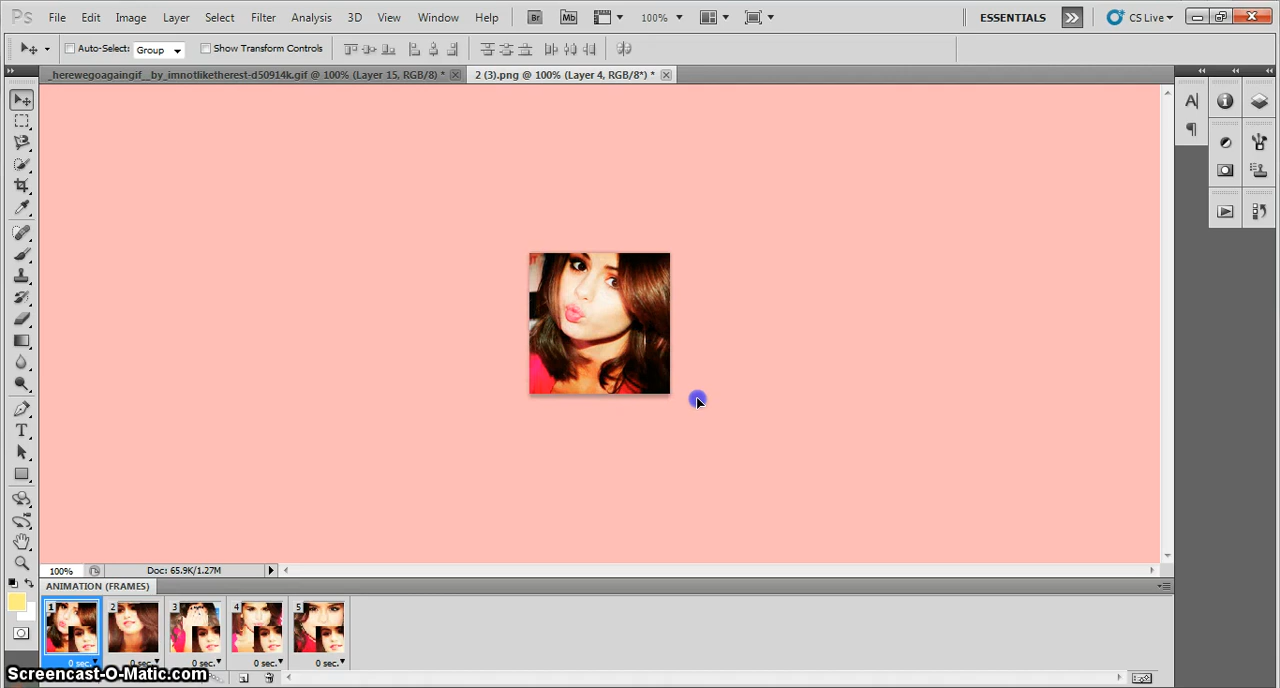 Ps File Edit Image Layer Select Filter Analysis 3D View Window Help Br Mb 100% ESSENTIALS CS Live
Auto-Select: Group Show Transform Controls
_herewegoagaingif__by_imnotliketherest-d50914k.gif @ 100% (Layer 15, RGB/8) * 2 (3).png @ 100% (Layer 4, RGB/8*) *
A
T
100% Doc: 65.9K/1.27M
ANIMATION (FRAMES)
1 2 3 4 5
0 sec. 0 sec. 0 sec. 0 sec. 0 sec.
Screencast-O-Matic.com